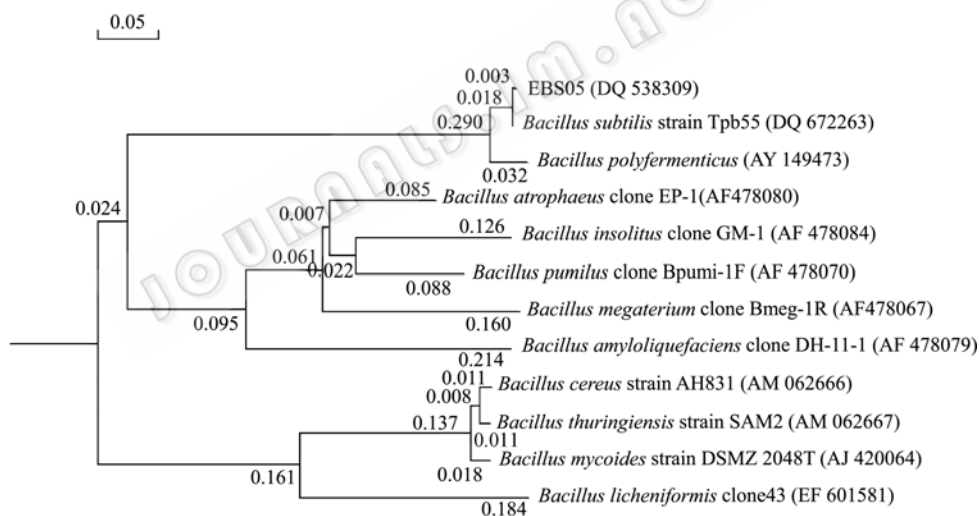 0.05
0.003
EBS05 (DQ 538309)
0.018
0.290
Bacillus subtilis strain Tpb55 (DQ 672263)
Bacillus polyfermenticus (AY 149473)
0.032
0.085
Bacillus atrophaeus clone EP-1(AF478080)
0.024
0.007
0.126
Bacillus insolitus clone GM-1 (AF 478084)
0.061
0.022
Bacillus pumilus clone Bpumi-1F (AF 478070)
0.088
Bacillus megaterium clone Bmeg-1R (AF478067)
0.095
0.160
Bacillus amyloliquefaciens clone DH-11-1 (AF 478079)
0.214
0.011
Bacillus cereus strain AH831 (AM 062666)
0.008
0.137
Bacillus thuringiensis strain SAM2 (AM 062667)
0.011
Bacillus mycoides strain DSMZ 2048T (AJ 420064)
0.161
0.018
Bacillus licheniformis clone43 (EF 601581)
0.184
JOURNALS.IM.AC